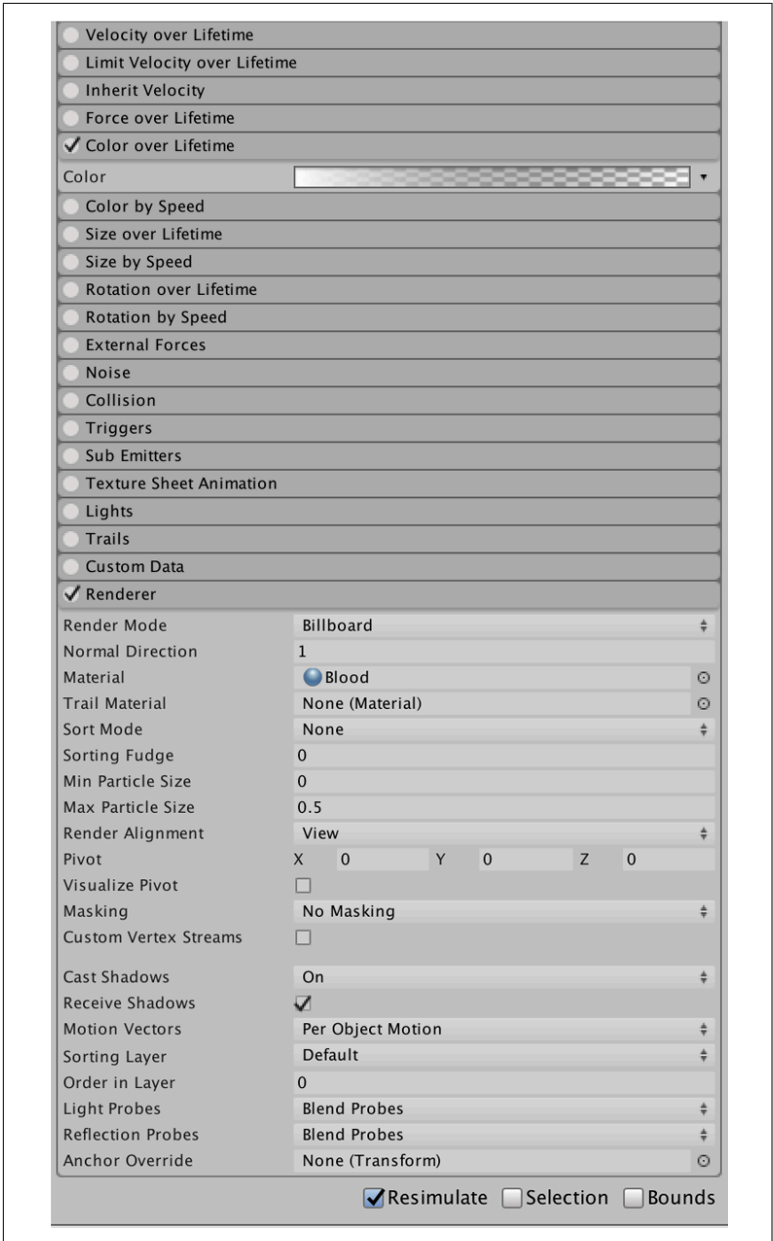 Velocity over Lifetime
Limit Velocity over Lifetime
Inherit Velocity
Force over Lifetime
Color over Lifetime
Color
Color by Speed
Size over Lifetime
Size by Speed
Rotation over Lifetime
Rotation by Speed
External Forces
Noise
Collision
Triggers
Sub Emitters
Texture Sheet Animation
Lights
Trails
Custom Data
Renderer
Render Mode Billboard
Normal Direction 1
Material Blood
Trail Material None (Material)
Sort Mode None
Sorting Fudge 0
Min Particle Size 0
Max Particle Size 0.5
Render Alignment View
Pivot X 0 Y 0 Z 0
Visualize Pivot
Masking No Masking
Custom Vertex Streams
Cast Shadows On
Receive Shadows
Motion Vectors Per Object Motion
Sorting Layer Default
Order in Layer 0
Light Probes Blend Probes
Reflection Probes Blend Probes
Anchor Override None (Transform)
Resimulate Selection Bounds